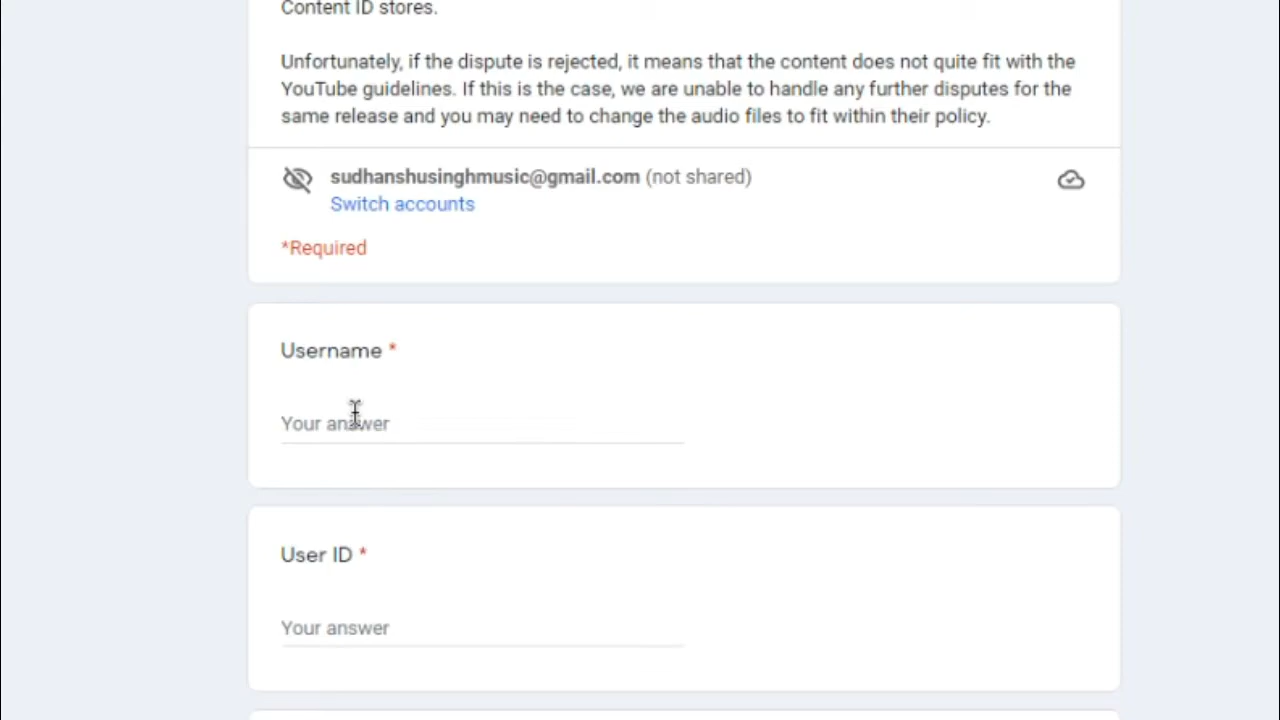 Content ID stores.
Unfortunately, if the dispute is rejected, it means that the content does not quite fit with the
YouTube guidelines. If this is the case, we are unable to handle any further disputes for the
same release and you may need to change the audio files to fit within their policy.
sudhanshusinghmusic@gmail.com (not shared)
Switch accounts
*Required
Username *
Your answer
User ID *
Your answer